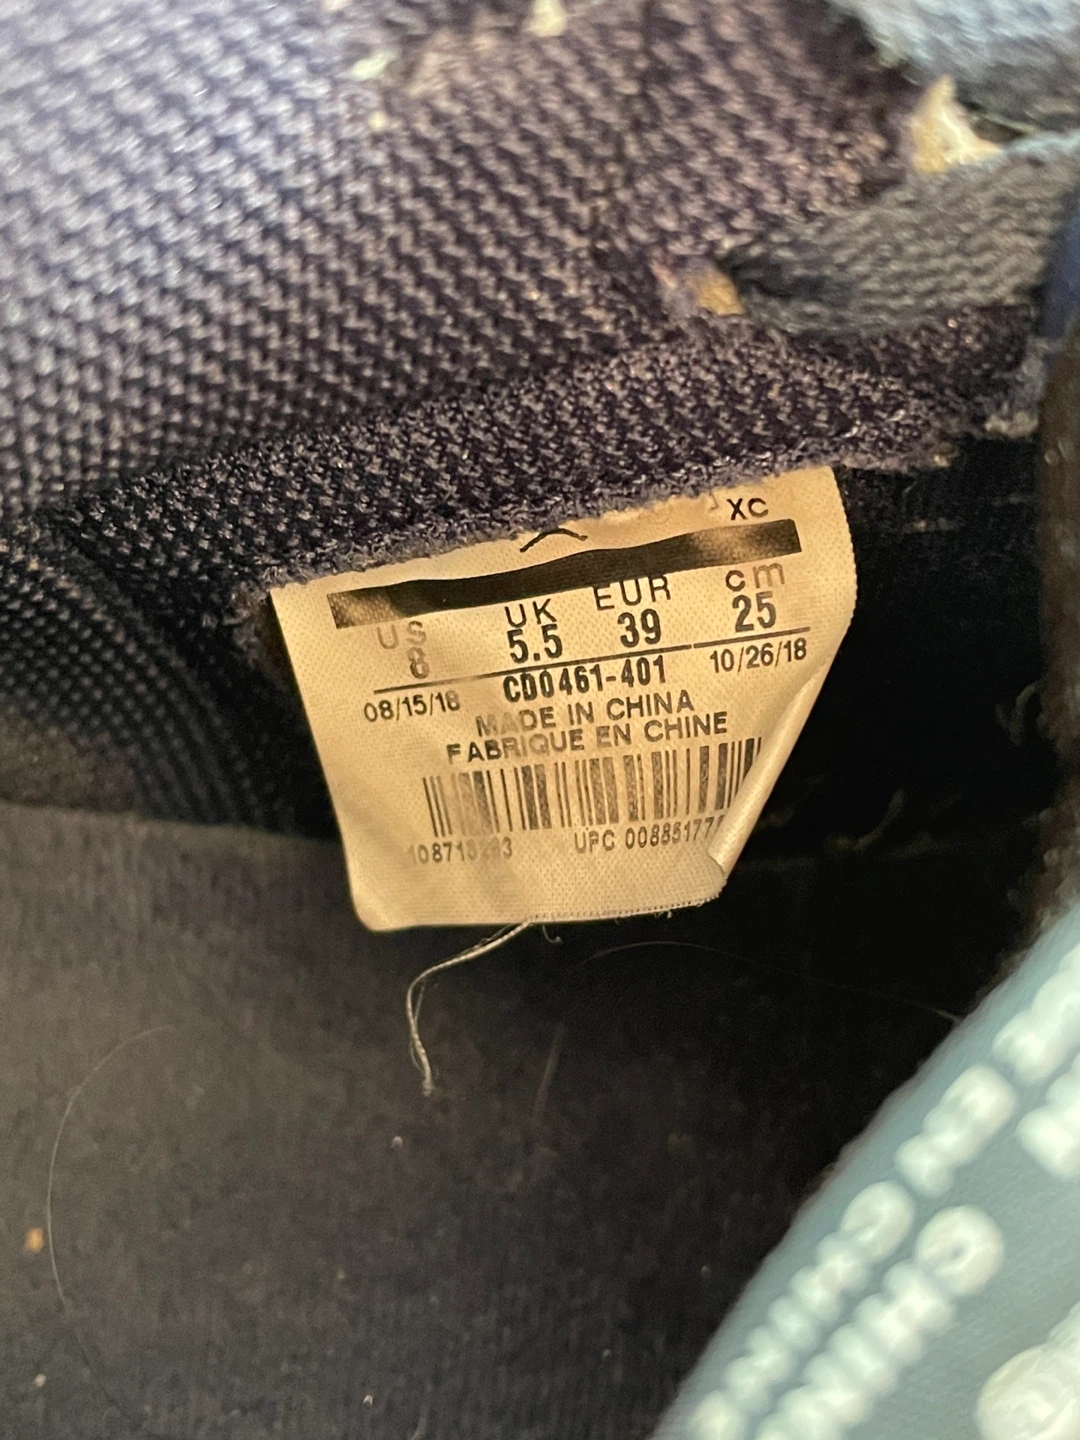 XC
US UK EUR cm
8 5.5 39 25
08/15/18 CD0461-401 10/26/18
MADE IN CHINA
FABRIQUE EN CHINE
UPC 00885177